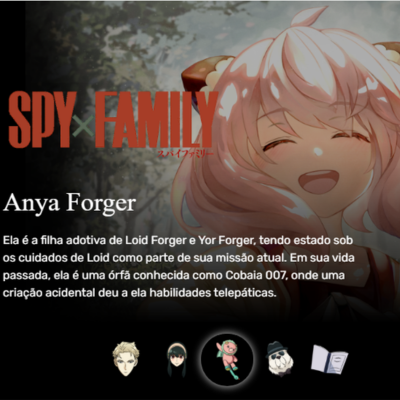 SPY×FAMILY
スパイファミリー
Anya Forger
Ela é a filha adotiva de Loid Forger e Yor Forger, tendo estado sob
os cuidados de Loid como parte de sua missão atual. Em sua vida
passada, ela é uma órfã conhecida como Cobaia 007, onde uma
criação acidental deu a ela habilidades telepáticas.